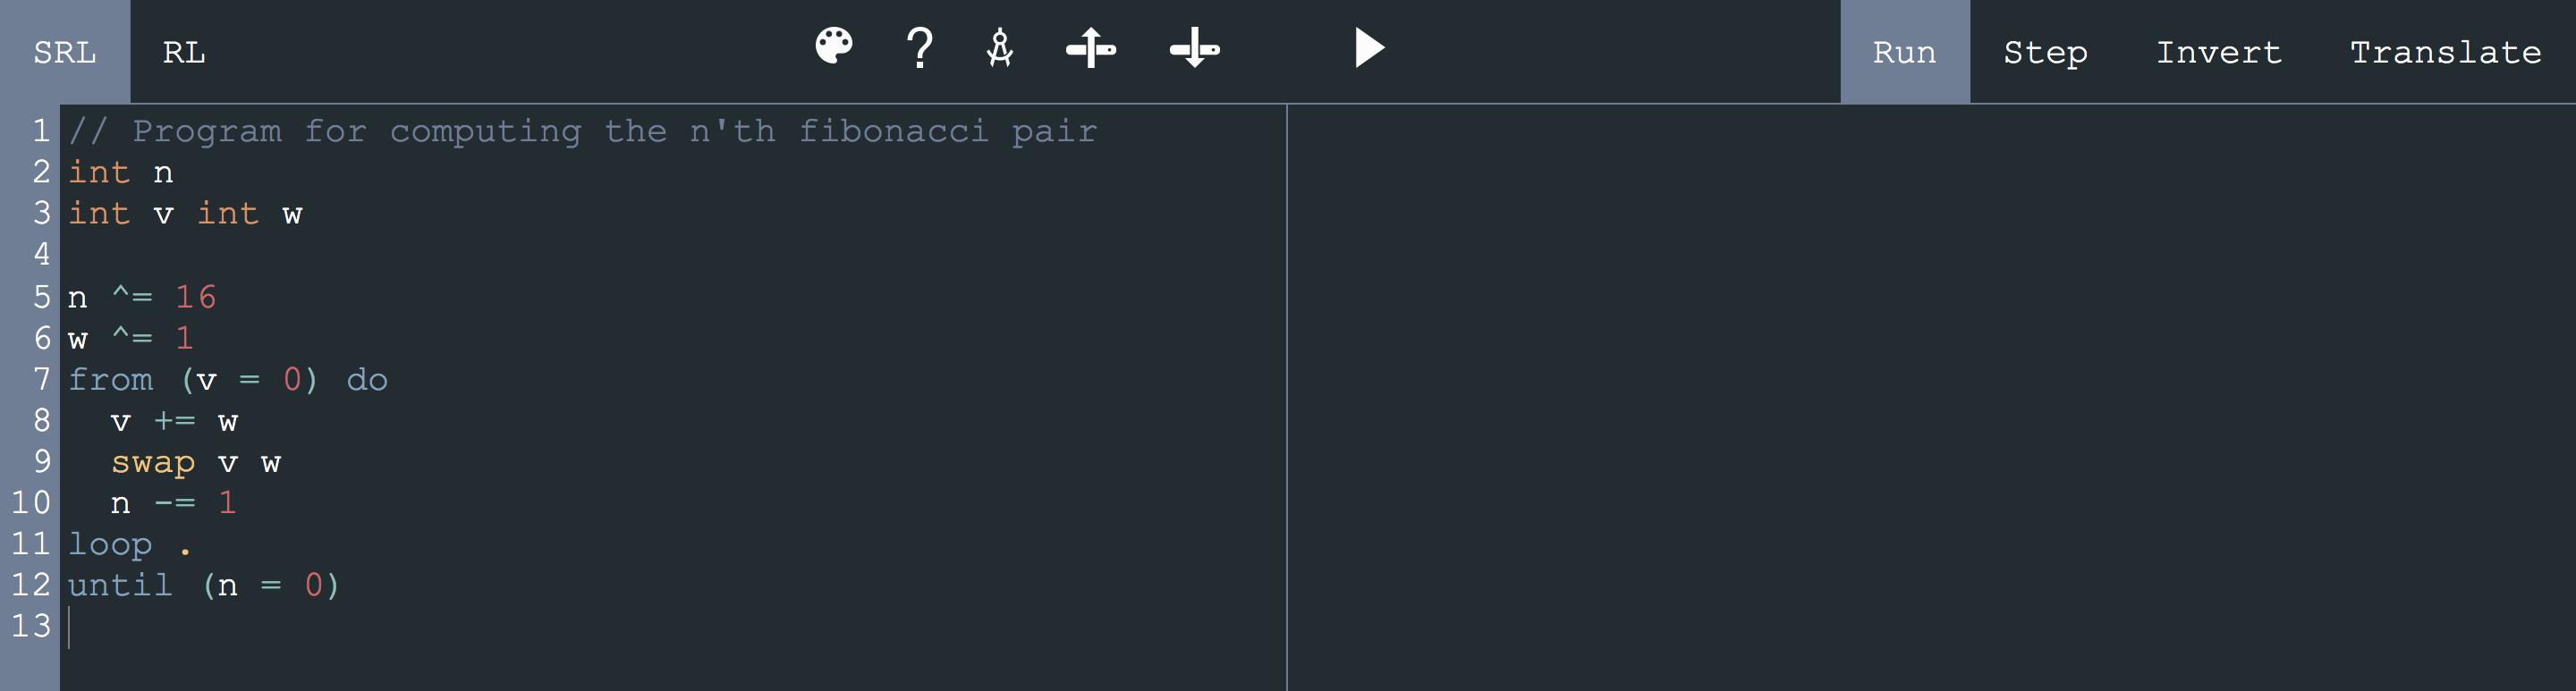 SRL RL ? Run Step Invert Translate
1 // Program for computing the n'th fibonacci pair
2 int n
3 int v int w
4
5 n ^= 16
6 w ^= 1
7 from (v = 0) do
8   v += w
9   swap v w
10   n -= 1
11 loop .
12 until (n = 0)
13